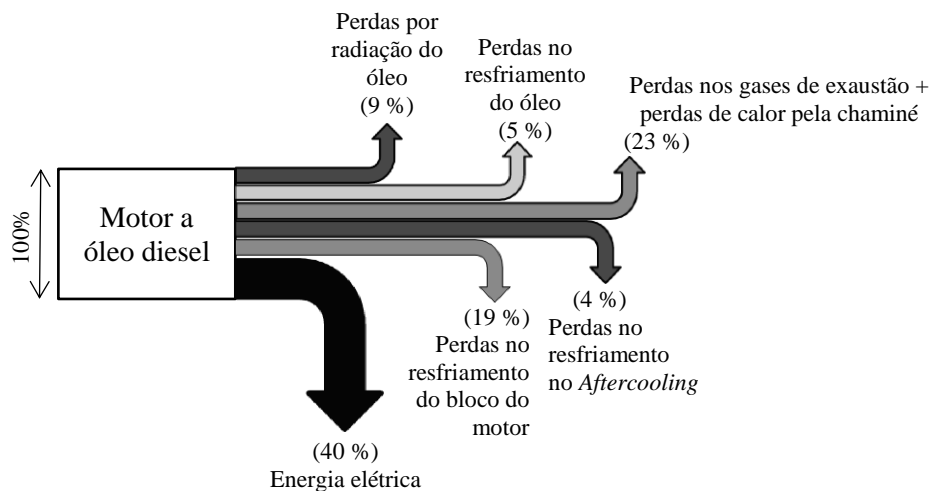 Perdas por
radiação do
óleo
(9 %)
Perdas no
resfriamento
do óleo
(5 %)
Perdas nos gases de exaustão +
perdas de calor pela chaminé
(23 %)
100%
Motor a
óleo diesel
(19 %)
Perdas no
resfriamento
do bloco do
motor
(4 %)
Perdas no
resfriamento
no Aftercooling
(40 %)
Energia elétrica